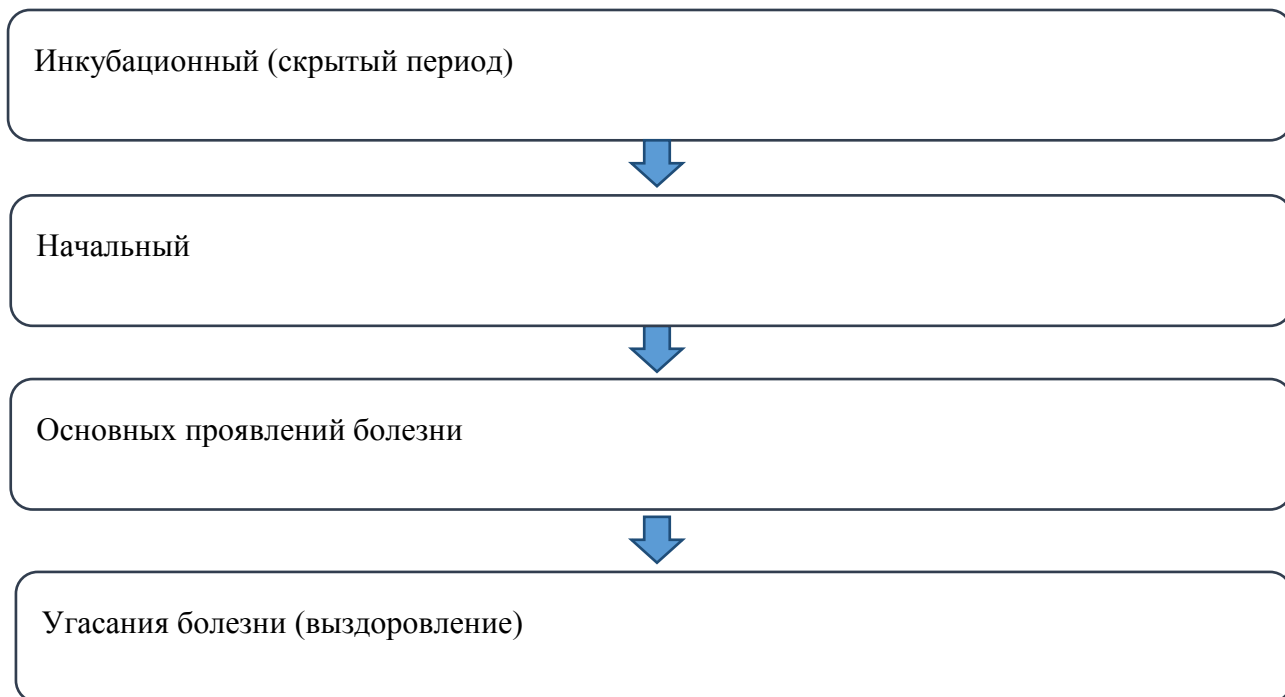 Инкубационный (скрытый период)
Начальный
Основных проявлений болезни
Угасания болезни (выздоровление)